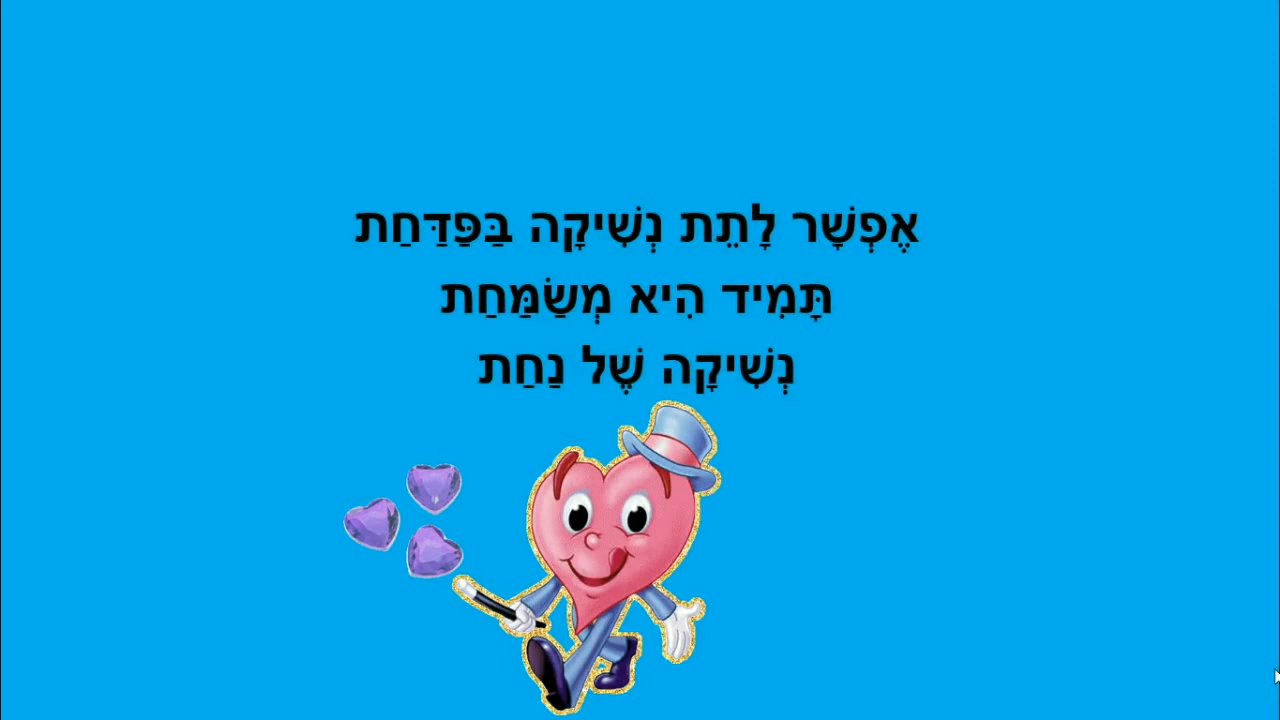 אֶפְשָׁר לָתֵת נְשִׁיקָה בַּפַּדַּחַת
תָּמִיד הִיא מְשַׂמַּחַת
נְשִׁיקָה שֶׁל נַחַת